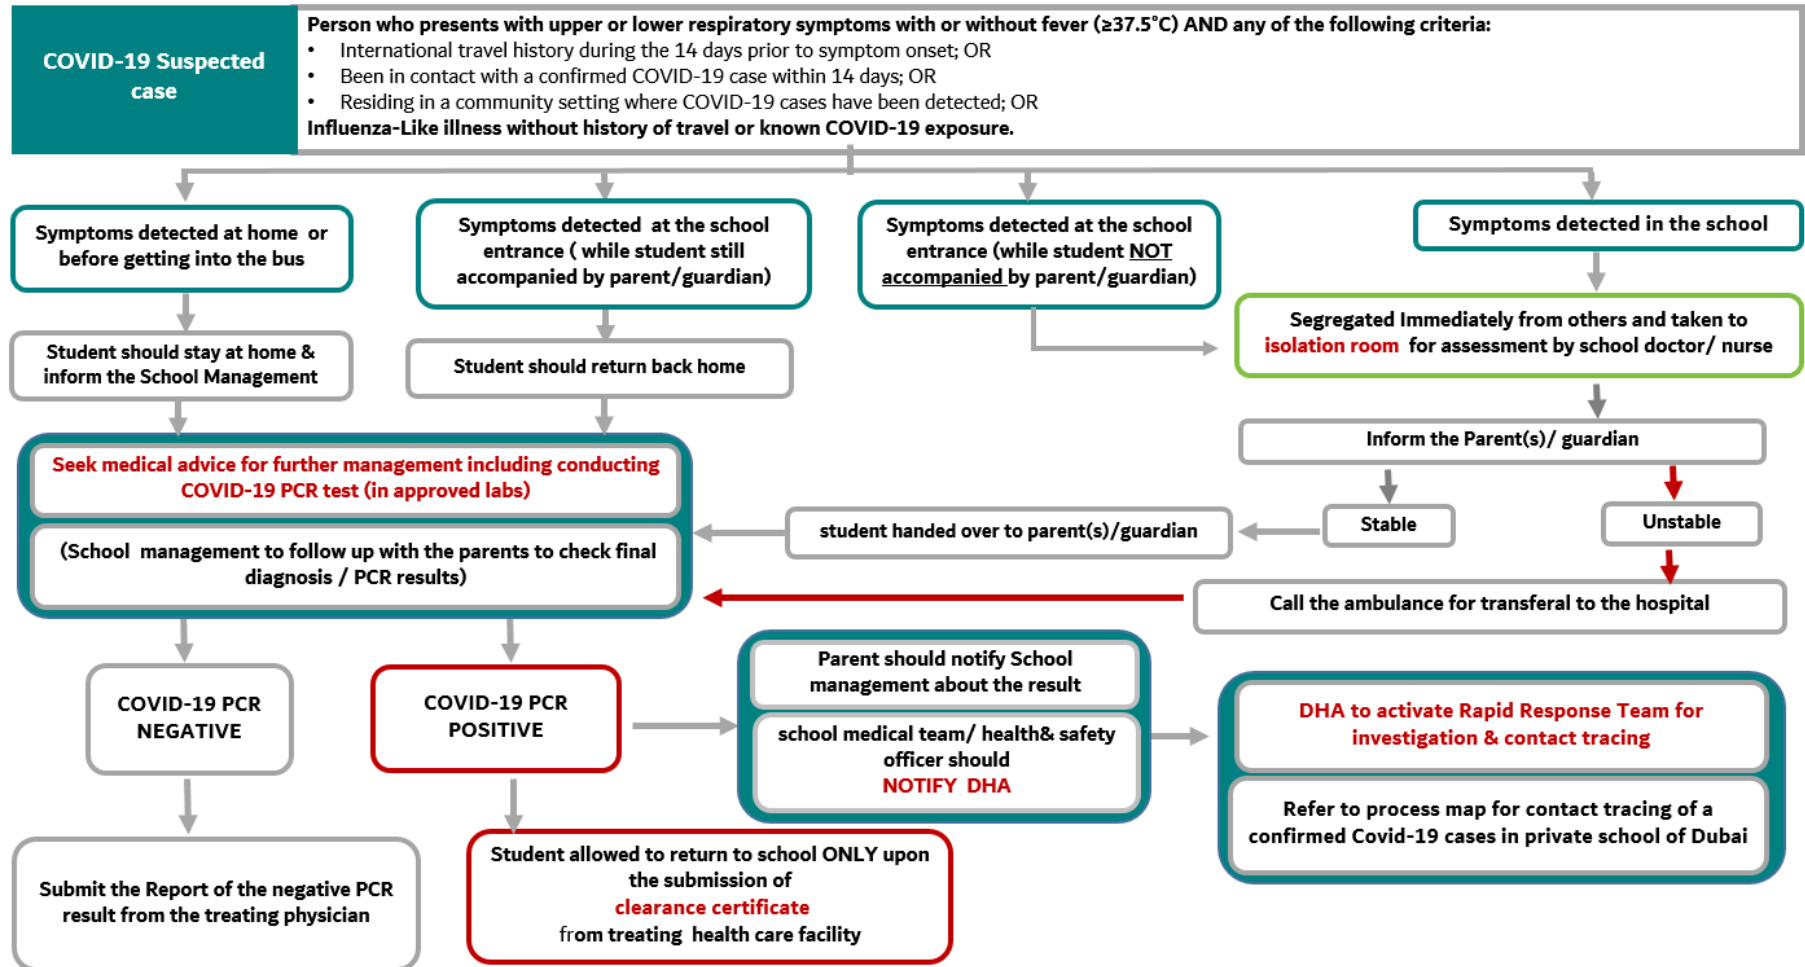 COVID-19 Suspected
case
Person who presents with upper or lower respiratory symptoms with or without fever (≥37.5°C) AND any of the following criteria:
• International travel history during the 14 days prior to symptom onset; OR
• Been in contact with a confirmed COVID-19 case within 14 days; OR
• Residing in a community setting where COVID-19 cases have been detected; OR
Influenza-Like illness without history of travel or known COVID-19 exposure.
Symptoms detected at home or
before getting into the bus
Symptoms detected at the school
entrance ( while student still
accompanied by parent/guardian)
Symptoms detected at the school
entrance (while student NOT
accompanied by parent/guardian)
Symptoms detected in the school
Student should stay at home &
inform the School Management
Student should return back home
Segregated Immediately from others and taken to
isolation room for assessment by school doctor/ nurse
Inform the Parent(s)/ guardian
Seek medical advice for further management including conducting
COVID-19 PCR test (in approved labs)
(School management to follow up with the parents to check final
diagnosis / PCR results)
student handed over to parent(s)/guardian
Stable
Unstable
Call the ambulance for transferal to the hospital
COVID-19 PCR
NEGATIVE
COVID-19 PCR
POSITIVE
Parent should notify School
management about the result
school medical team/ health& safety
officer should
NOTIFY DHA
DHA to activate Rapid Response Team for
investigation & contact tracing
Refer to process map for contact tracing of a
confirmed Covid-19 cases in private school of Dubai
Submit the Report of the negative PCR
result from the treating physician
Student allowed to return to school ONLY upon
the submission of
clearance certificate
from treating health care facility